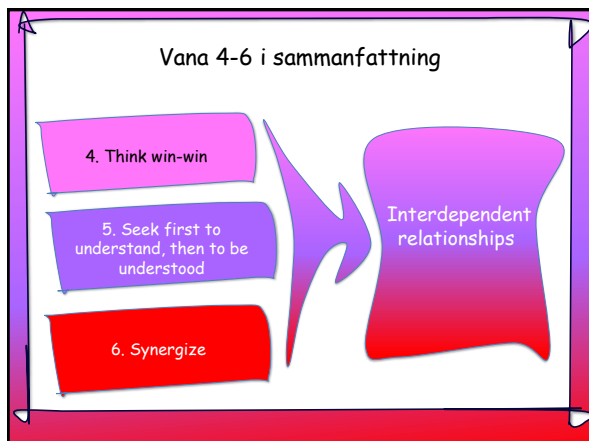 Vana 4-6 i sammanfattning
4. Think win-win
5. Seek first to
understand, then to be
understood
6. Synergize
Interdependent
relationships